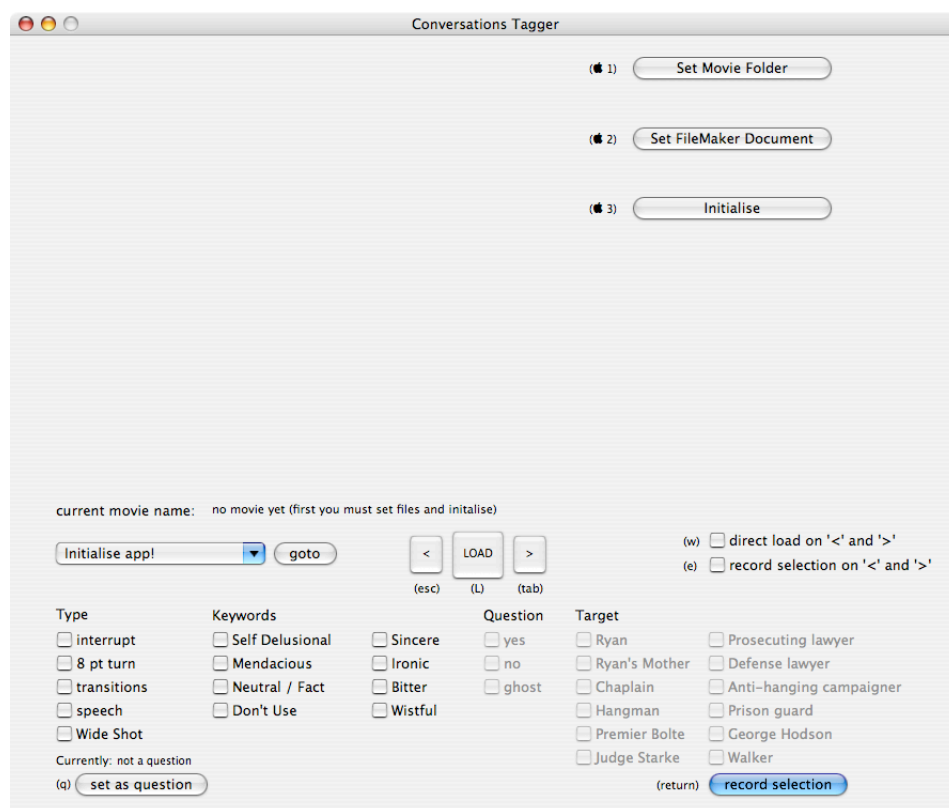 Conversations Tagger
( 1) Set Movie Folder
( 2) Set FileMaker Document
( 3) Initialise
current movie name: no movie yet (first you must set files and initalise)
Initialise app! goto < LOAD >
(esc) (L) (tab)
(w) direct load on '<' and '>'
(e) record selection on '<' and '>'
Type Keywords Question Target
interrupt Self Delusional Sincere yes Ryan Prosecuting lawyer
8 pt turn Mendacious Ironic no Ryan's Mother Defense lawyer
transitions Neutral / Fact Bitter ghost Chaplain Anti-hanging campaigner
speech Don't Use Wistful Hangman Prison guard
Wide Shot Premier Bolte George Hodson
Judge Starke Walker
Currently: not a question
(q) set as question (return) record selection